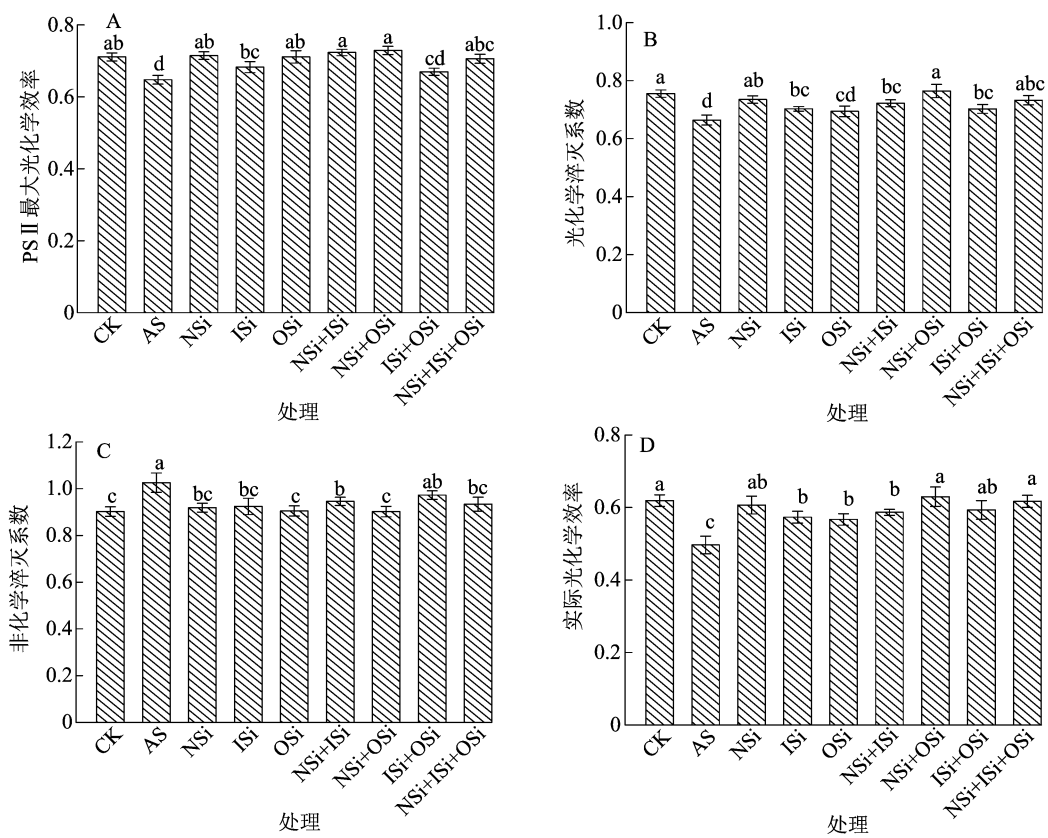 A
PSⅡ最大光化学效率
0.8
0.6
0.4
0.2
0
ab
d
ab
bc
ab
a
a
cd
abc
CK
AS
NSi
ISi
OSi
NSi+ISi
NSi+OSi
ISi+OSi
NSi+ISi+OSi
处理
B
光化学淬灭系数
1.0
0.8
0.6
0.4
0.2
0
a
d
ab
bc
cd
bc
a
bc
abc
CK
AS
NSi
ISi
OSi
NSi+ISi
NSi+OSi
ISi+OSi
NSi+ISi+OSi
处理
C
非化学淬灭系数
1.2
1.0
0.8
0.6
0.4
0.2
0
c
a
bc
bc
c
b
c
ab
bc
CK
AS
NSi
ISi
OSi
NSi+ISi
NSi+OSi
ISi+OSi
NSi+ISi+OSi
处理
D
实际光化学效率
0.8
0.6
0.4
0.2
0
a
c
ab
b
b
b
a
ab
a
CK
AS
NSi
ISi
OSi
NSi+ISi
NSi+OSi
ISi+OSi
NSi+ISi+OSi
处理